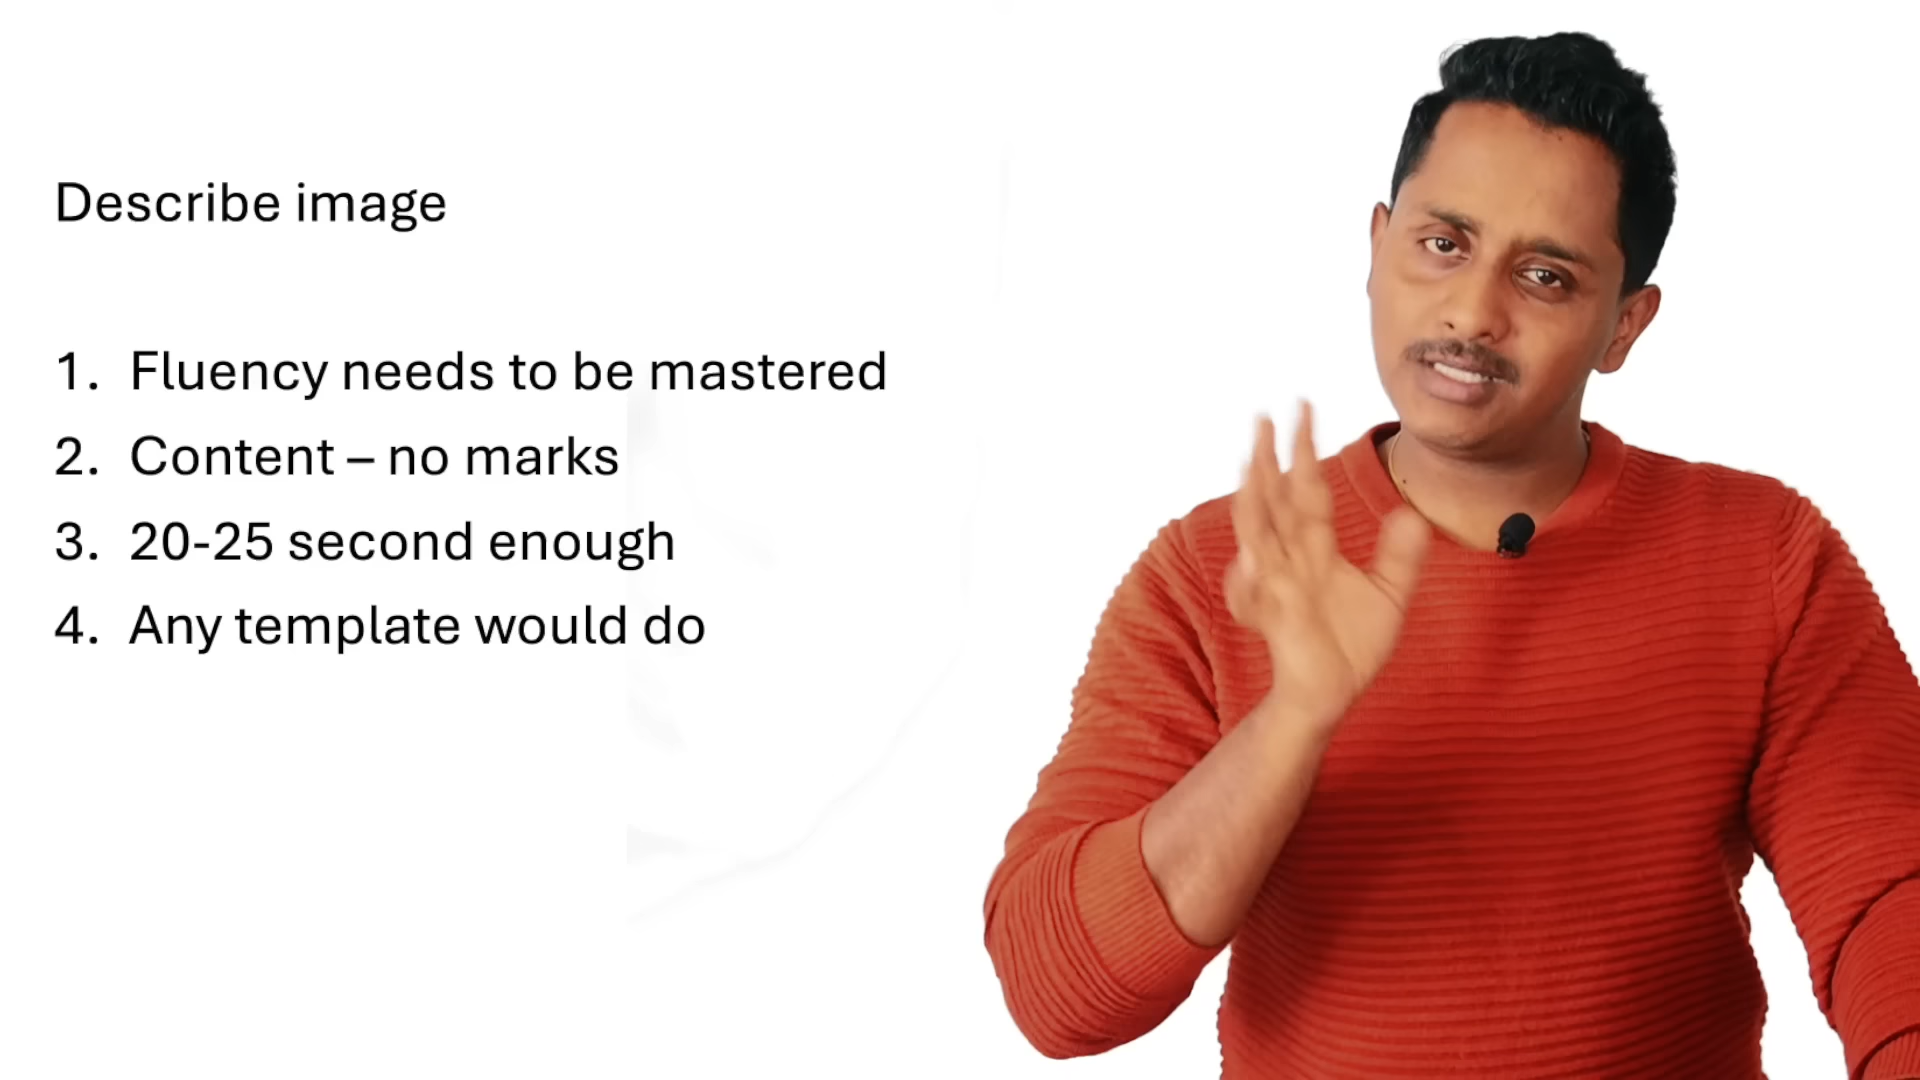 Describe image
1. Fluency needs to be mastered
2. Content – no marks
3. 20-25 second enough
4. Any template would do